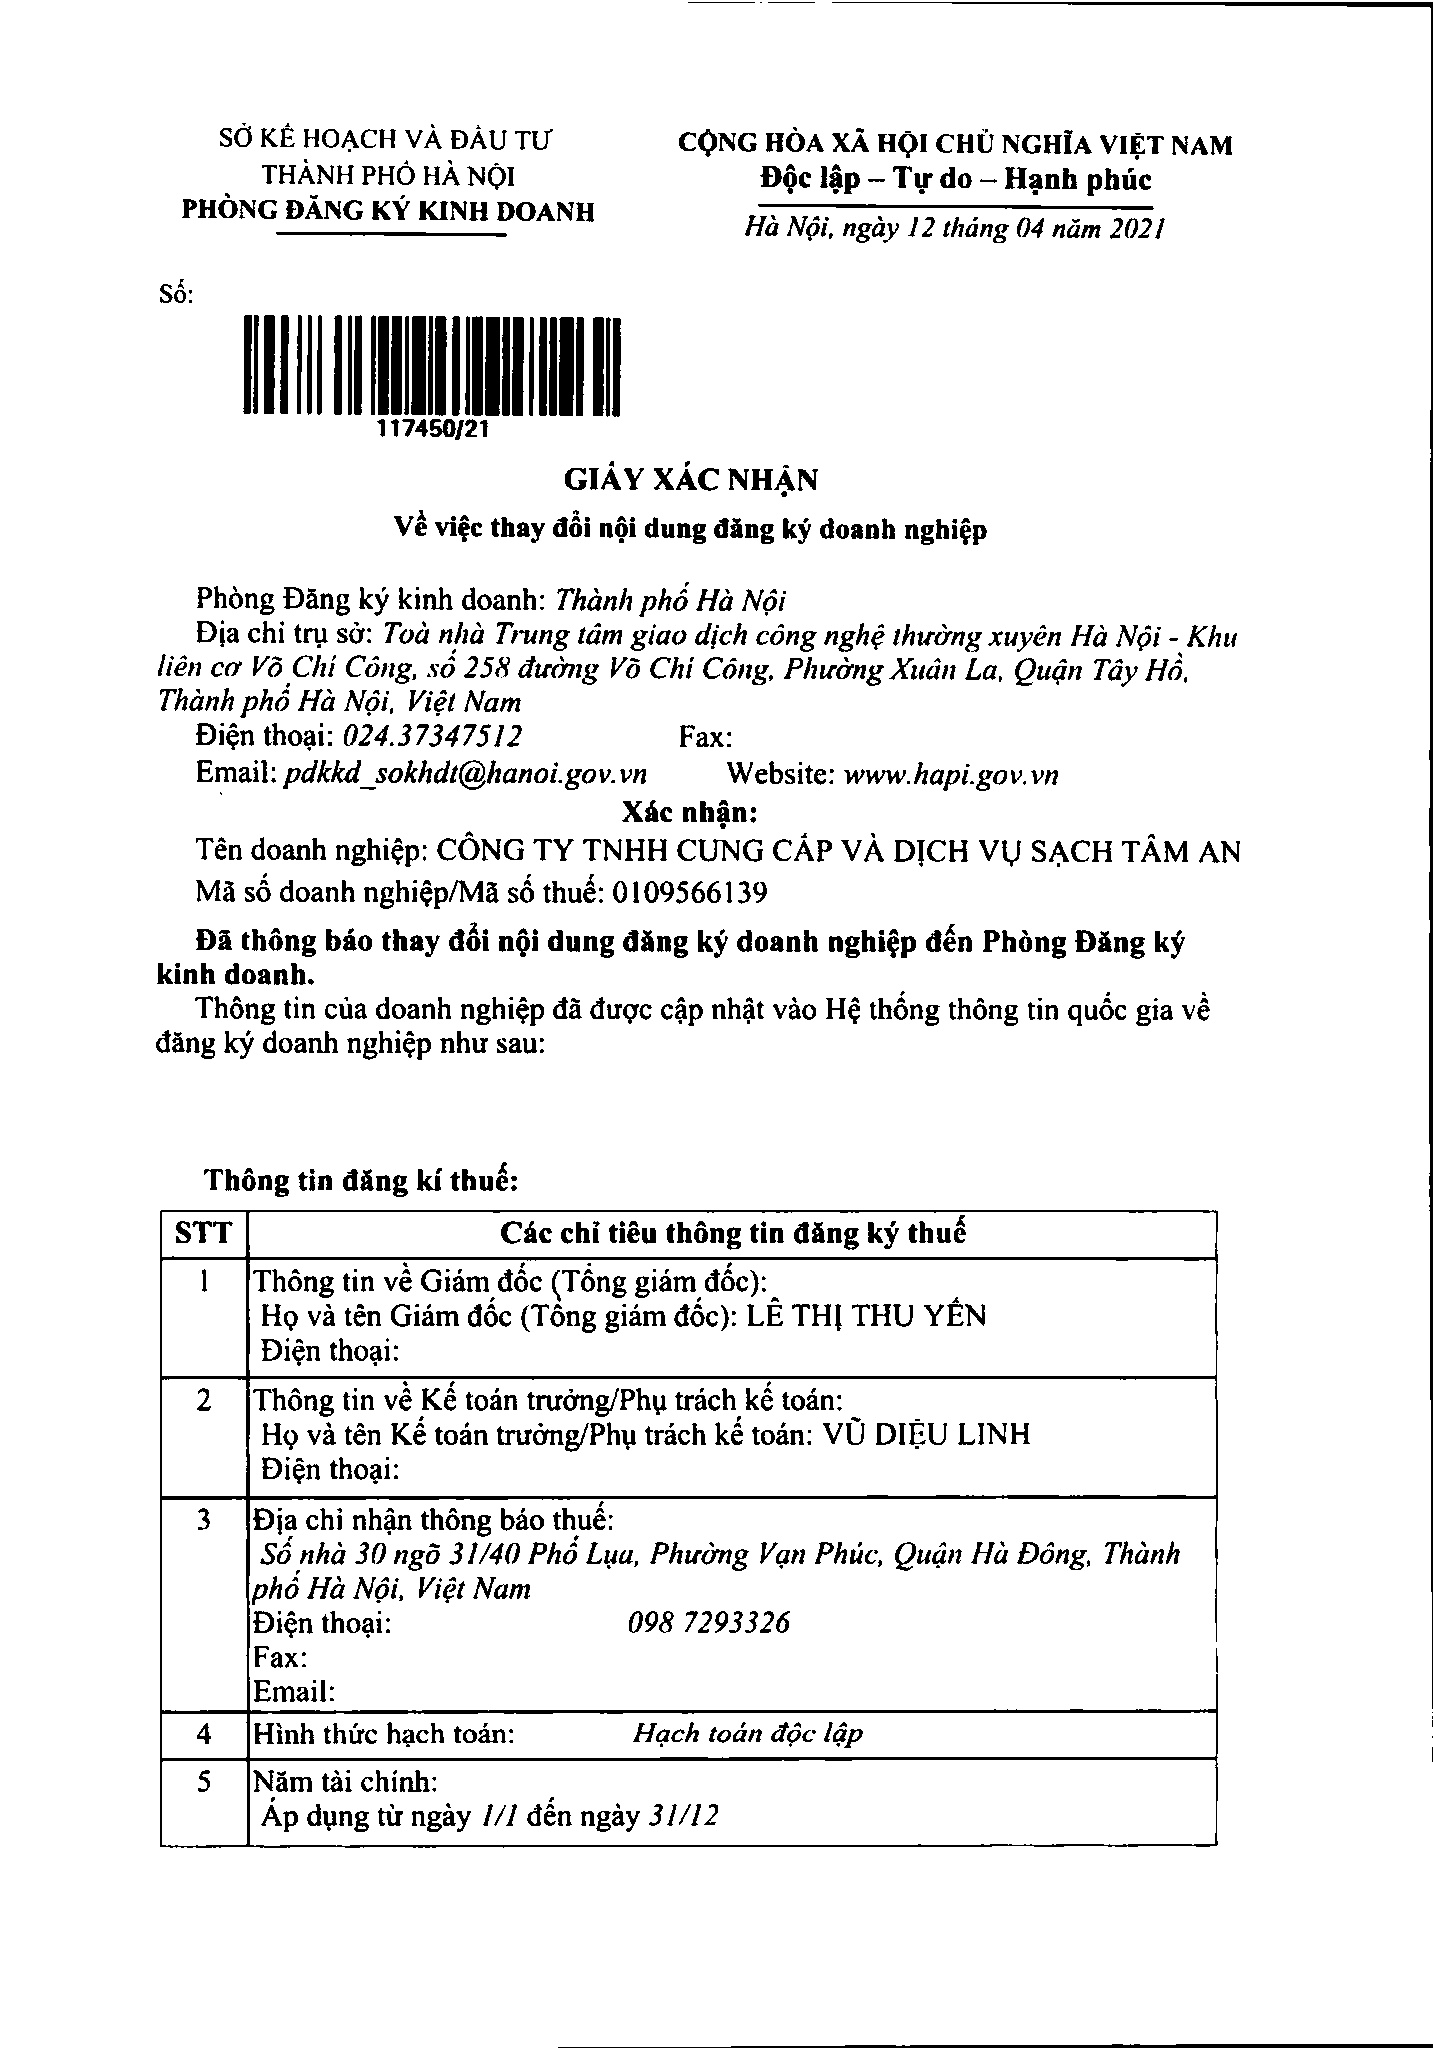 SỞ KẾ HOẠCH VÀ ĐẦU TƯ
THÀNH PHỐ HÀ NỘI
PHÒNG ĐĂNG KÝ KINH DOANH
CỘNG HÒA XÃ HỘI CHỦ NGHĨA VIỆT NAM
Độc lập – Tự do – Hạnh phúc
Hà Nội, ngày 12 tháng 04 năm 2021
Số:
117450/21
GIẤY XÁC NHẬN
Về việc thay đổi nội dung đăng ký doanh nghiệp
Phòng Đăng ký kinh doanh: Thành phố Hà Nội
Địa chỉ trụ sở: Toà nhà Trung tâm giao dịch công nghệ thường xuyên Hà Nội - Khu
liên cơ Võ Chí Công, số 258 đường Võ Chí Công, Phường Xuân La, Quận Tây Hồ,
Thành phố Hà Nội, Việt Nam
Điện thoại: 024.37347512 Fax:
Email: pdkkd_sokhdt@hanoi.gov.vn Website: www.hapi.gov.vn
Xác nhận:
Tên doanh nghiệp: CÔNG TY TNHH CUNG CẤP VÀ DỊCH VỤ SẠCH TÂM AN
Mã số doanh nghiệp/Mã số thuế: 0109566139
Đã thông báo thay đổi nội dung đăng ký doanh nghiệp đến Phòng Đăng ký
kinh doanh.
Thông tin của doanh nghiệp đã được cập nhật vào Hệ thống thông tin quốc gia về
đăng ký doanh nghiệp như sau:
Thông tin đăng kí thuế:
STT Các chỉ tiêu thông tin đăng ký thuế
1 Thông tin về Giám đốc (Tổng giám đốc):
Họ và tên Giám đốc (Tổng giám đốc): LÊ THỊ THU YẾN
Điện thoại:
2 Thông tin về Kế toán trưởng/Phụ trách kế toán:
Họ và tên Kế toán trưởng/Phụ trách kế toán: VŨ DIỆU LINH
Điện thoại:
3 Địa chỉ nhận thông báo thuế:
Số nhà 30 ngõ 31/40 Phố Lụa, Phường Vạn Phúc, Quận Hà Đông, Thành
phố Hà Nội, Việt Nam
Điện thoại: 098 7293326
Fax:
Email:
4 Hình thức hạch toán: Hạch toán độc lập
5 Năm tài chính:
Áp dụng từ ngày 1/1 đến ngày 31/12